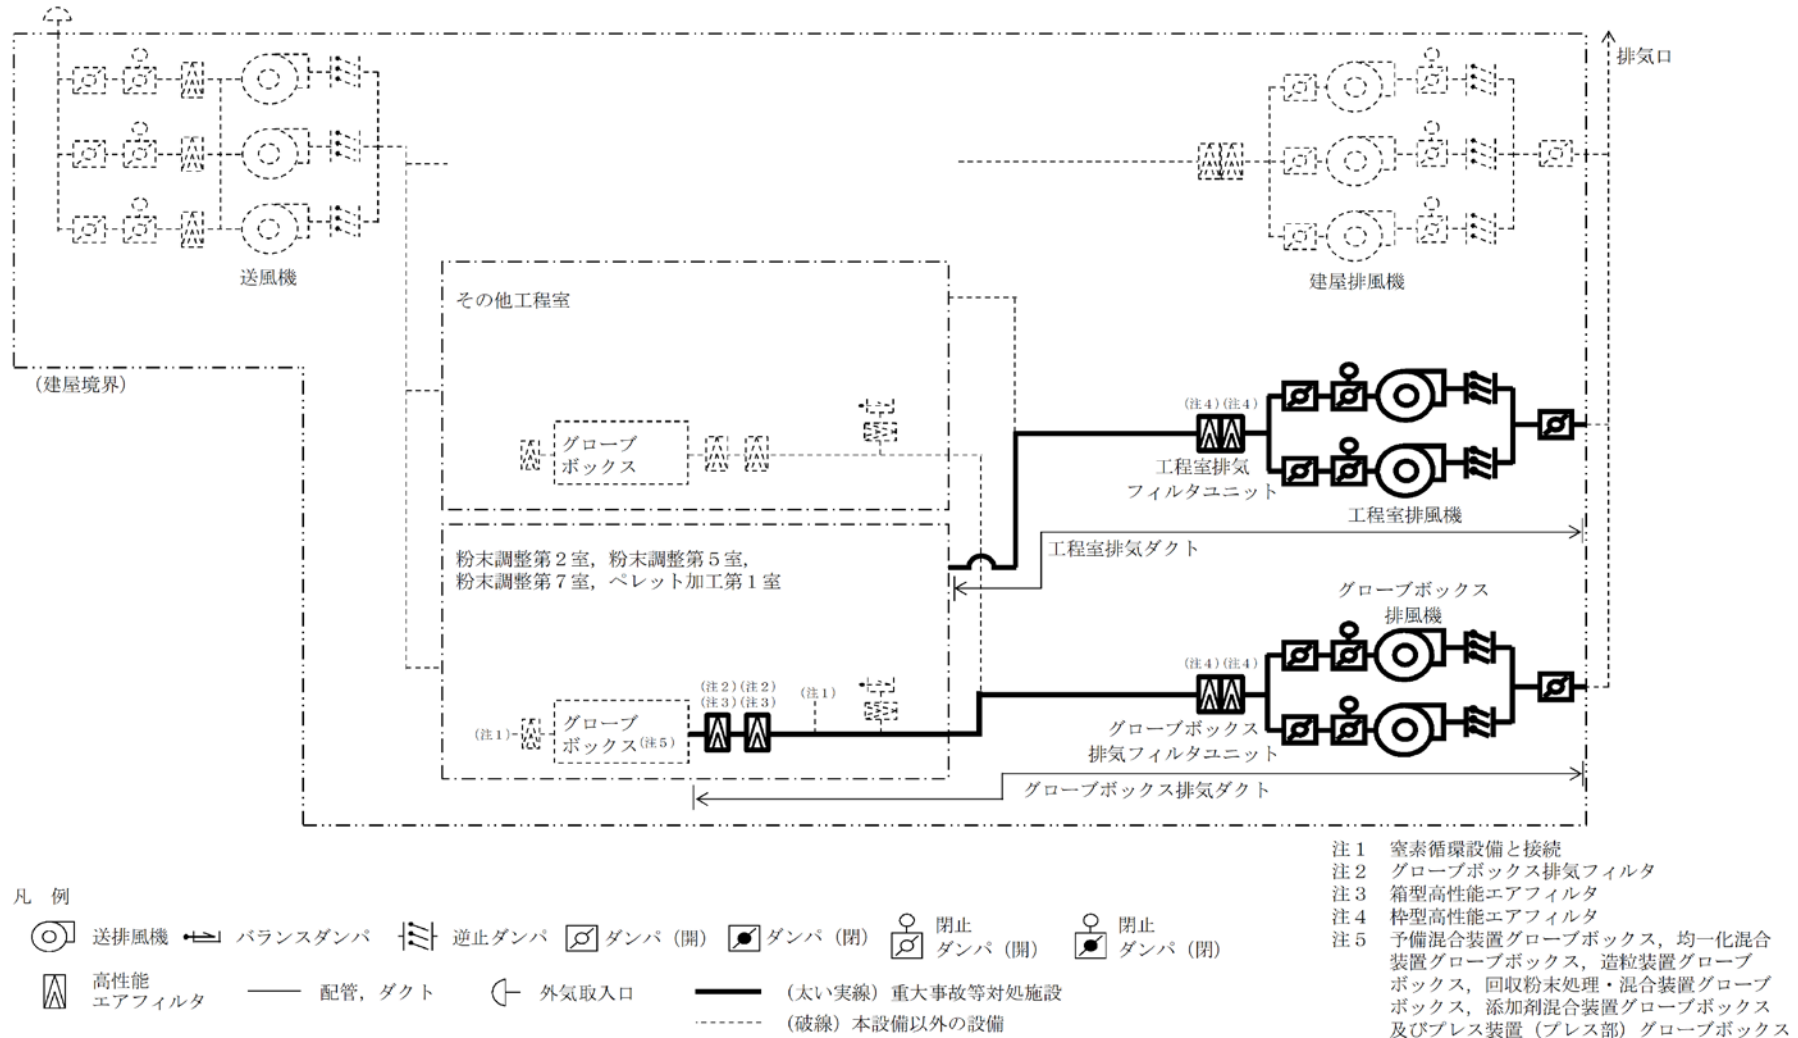 排気口
送風機
建屋排風機
その他工程室
（建屋境界）
グローブ
ボックス
（注４）（注４）
工程室排気
フィルタユニット
工程室排風機
工程室排気ダクト
粉末調整第２室，粉末調整第５室，
粉末調整第７室，ペレット加工第１室
グローブボックス
排風機
（注２）（注２）
（注３）（注３）
（注１）
（注１）
グローブ
ボックス（注５）
（注４）（注４）
グローブボックス
排気フィルタユニット
グローブボックス排気ダクト
注１　窒素循環設備と接続
注２　グローブボックス排気フィルタ
注３　箱型高性能エアフィルタ
注４　枠型高性能エアフィルタ
注５　予備混合装置グローブボックス，均一化混合
装置グローブボックス，造粒装置グローブ
ボックス，回収粉末処理・混合装置グローブ
ボックス，添加剤混合装置グローブボックス
及びプレス装置（プレス部）グローブボックス
凡　例
送排風機
バランスダンパ
逆止ダンパ
ダンパ（開）
ダンパ（閉）
閉止
ダンパ（開）
閉止
ダンパ（閉）
高性能
エアフィルタ
配管，ダクト
外気取入口
（太い実線）重大事故等対処施設
（破線）本設備以外の設備